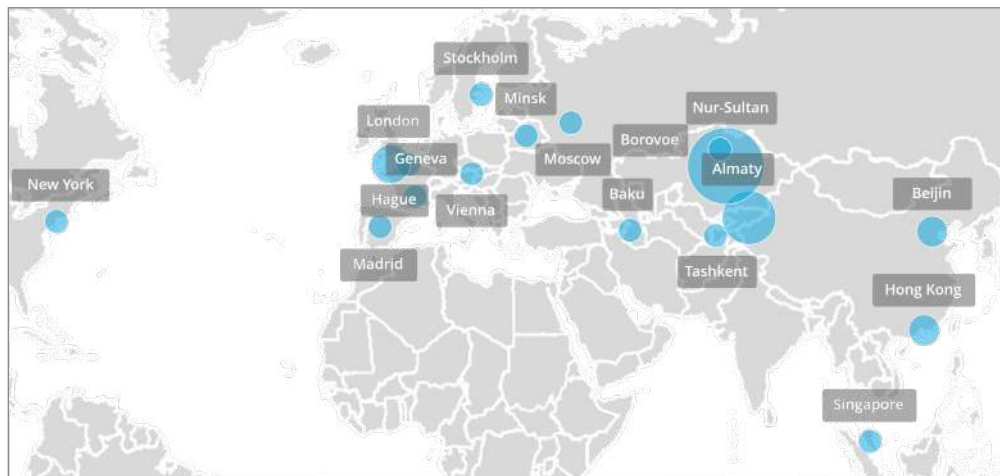 Stockholm
Minsk
Nur-Sultan
London
Borovoe
Geneva
Moscow
Almaty
New York
Hague
Vienna
Baku
Beijin
Madrid
Tashkent
Hong Kong
Singapore